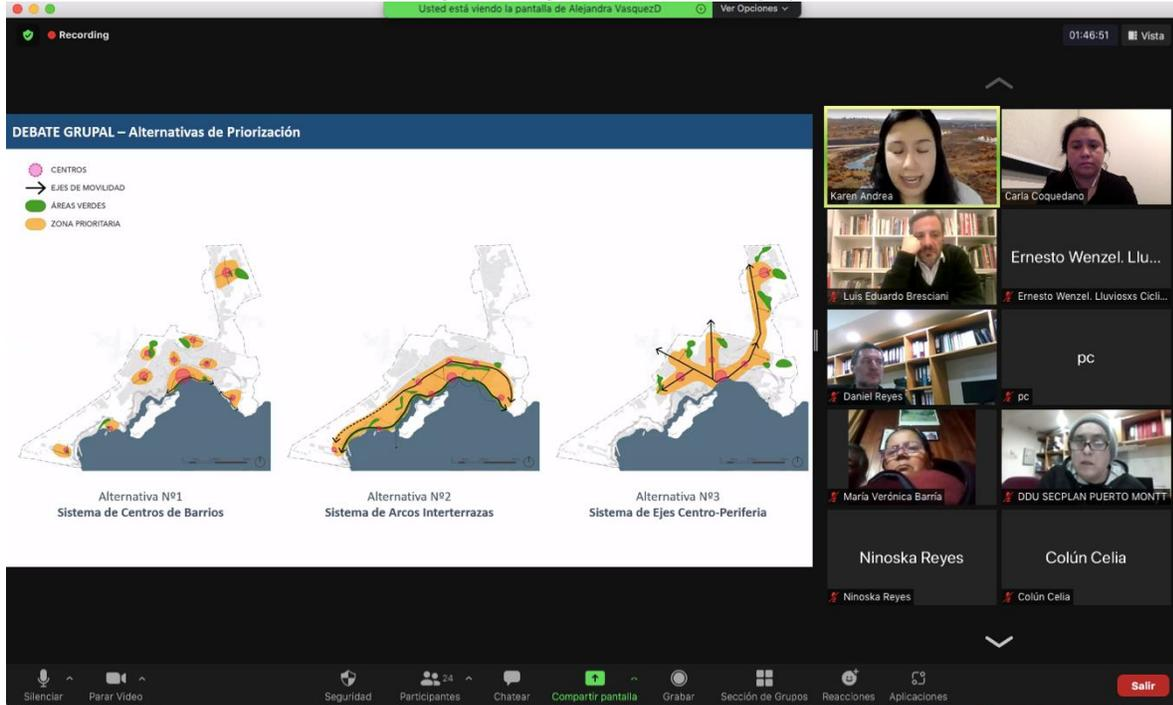 Usted está viendo la pantalla de Alejandra VasquezD
Ver Opciones
Recording
01:46:51
Vista
DEBATE GRUPAL – Alternativas de Priorización
CENTROS
EJES DE MOVILIDAD
ÁREAS VERDES
ZONA PRIORITARIA
Alternativa Nº1
Sistema de Centros de Barrios
Alternativa Nº2
Sistema de Arcos Interterrazas
Alternativa Nº3
Sistema de Ejes Centro-Periferia
Karen Andrea
Carla Coquedano
Luis Eduardo Bresciani
Ernesto Wenzel. Llu...
Ernesto Wenzel. Lluviosxs Cicli...
Daniel Reyes
pc
pc
María Verónica Barría
DDU SECPLAN PUERTO MONTT
Ninoska Reyes
Ninoska Reyes
Colún Celia
Colún Celia
Silenciar
Parar Video
Seguridad
24
Participantes
Chatear
Compartir pantalla
Grabar
Sección de Grupos
Reacciones
Aplicaciones
Salir